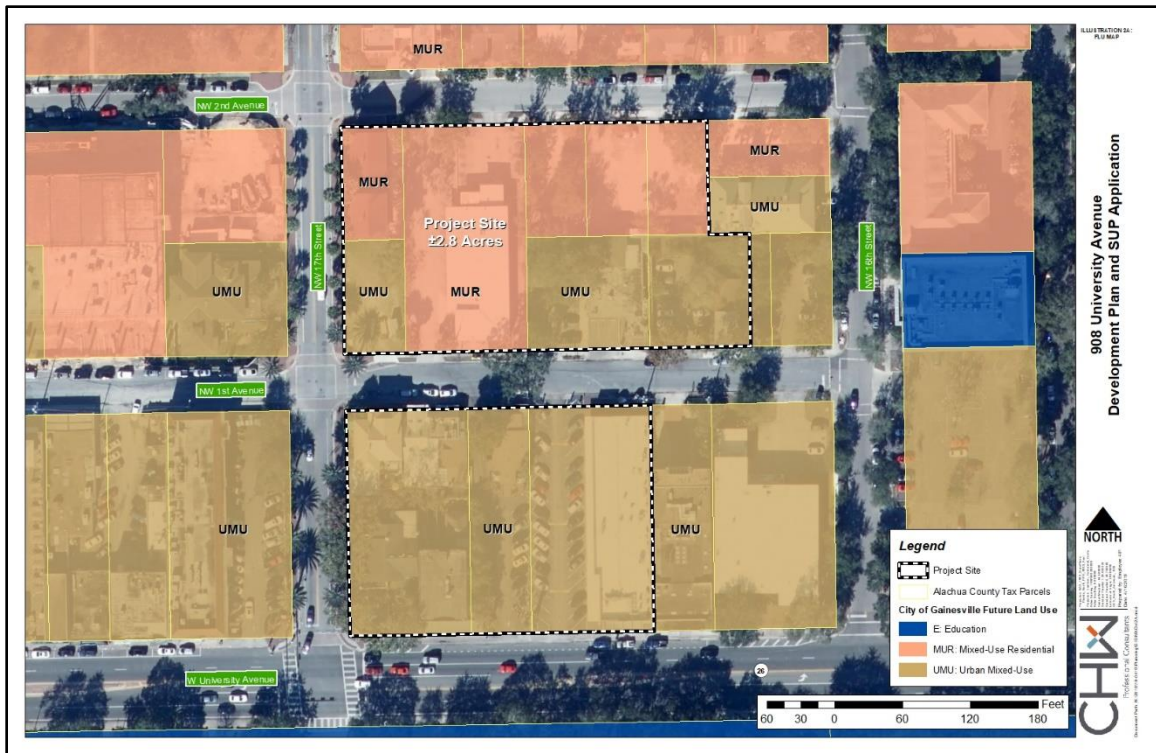 ILLUSTRATION 2A:
FLU MAP
908 University Avenue
Development Plan and SUP Application
MUR
NW 2nd Avenue
MUR
MUR
UMU
Project Site
±2.8 Acres
NW 17th Street
NW 16th Street
UMU
UMU
MUR
UMU
NW 1st Avenue
UMU
UMU
UMU
W University Avenue
26
Legend
Project Site
Alachua County Tax Parcels
City of Gainesville Future Land Use
E: Education
MUR: Mixed-Use Residential
UMU: Urban Mixed-Use
Feet
60 30 0 60 120 180
NORTH
CHW
Professional Consultants